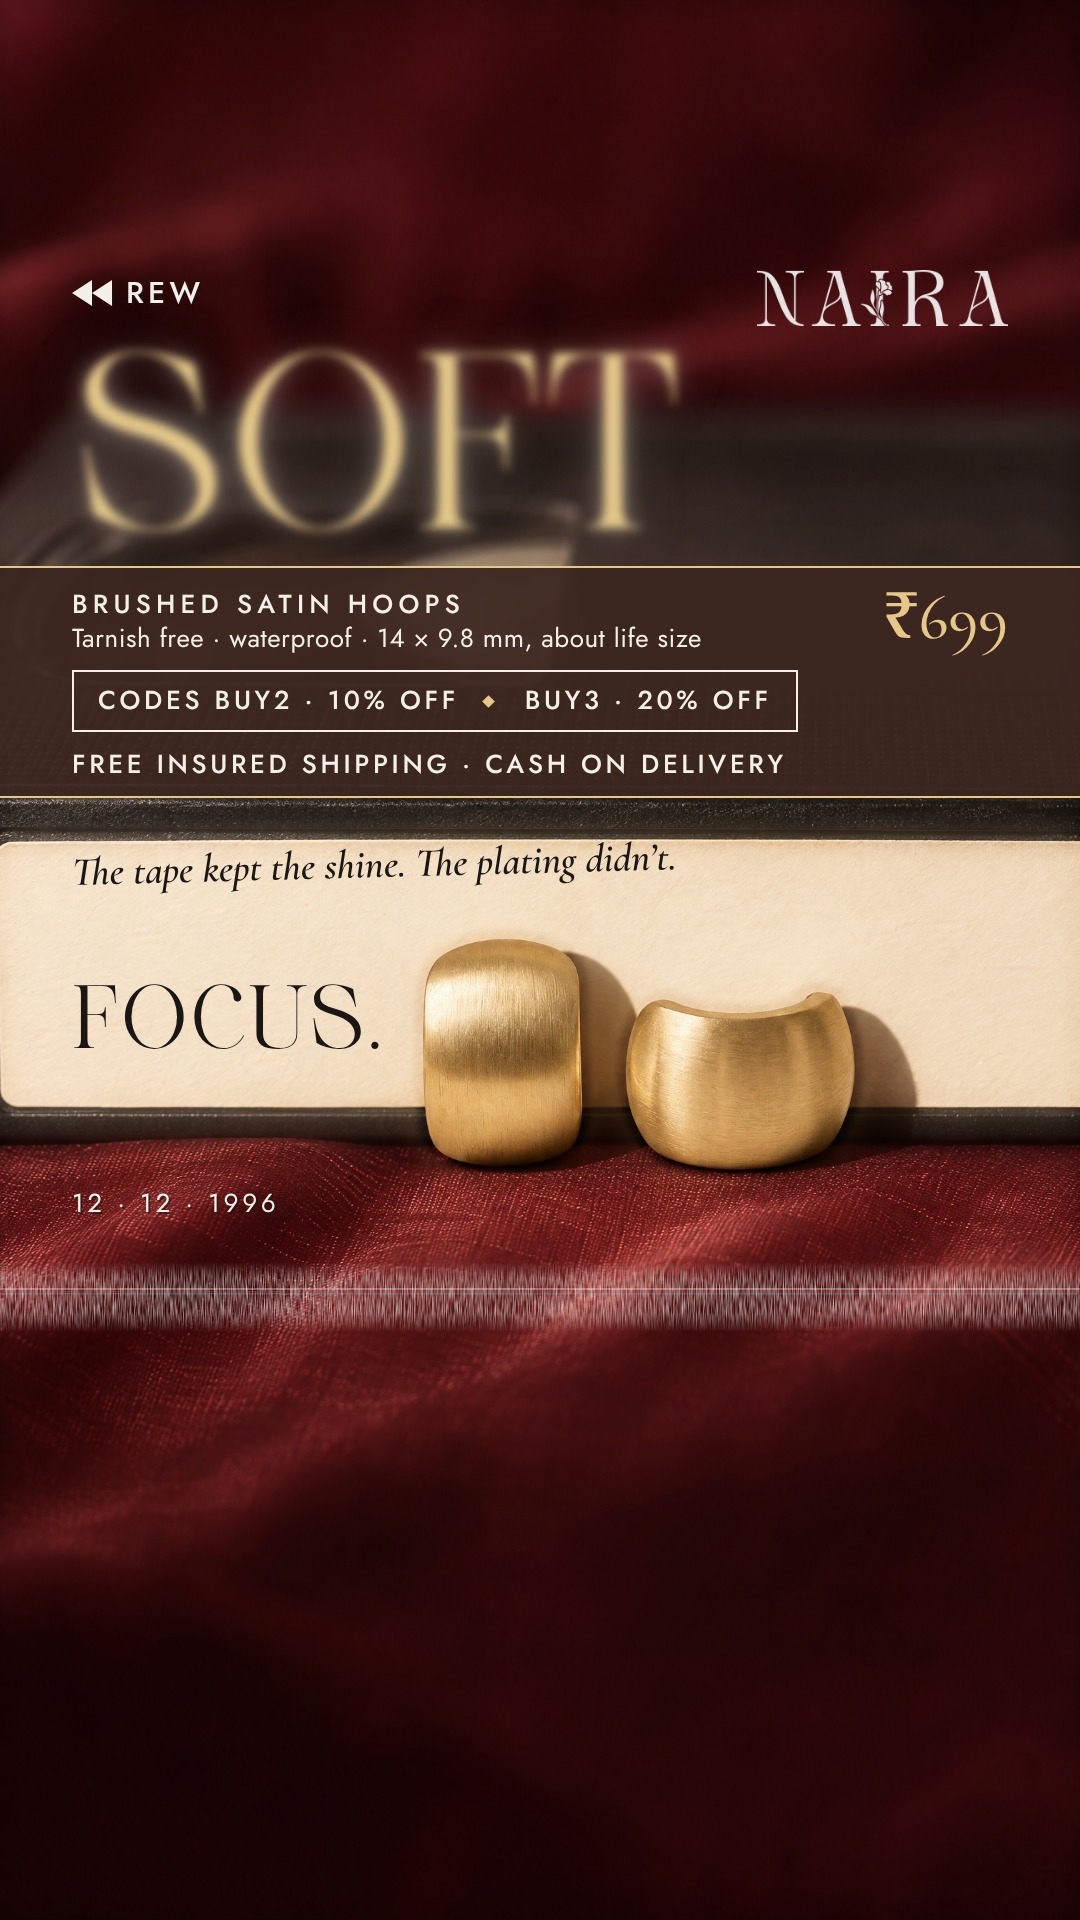 REW
NAIRA
SOFT
BRUSHED SATIN HOOPS
₹699
Tarnish free · waterproof · 14 × 9.8 mm, about life size
CODES BUY2 · 10% OFF ◆ BUY3 · 20% OFF
FREE INSURED SHIPPING · CASH ON DELIVERY
The tape kept the shine. The plating didn’t.
FOCUS.
12 · 12 · 1996